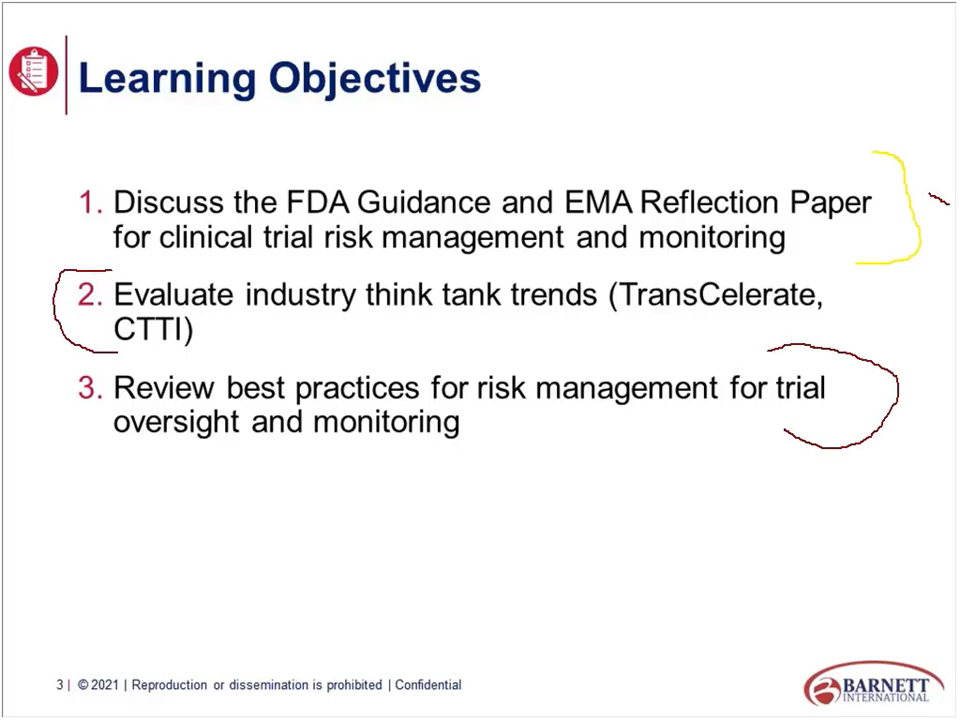 Learning Objectives
1. Discuss the FDA Guidance and EMA Reflection Paper
for clinical trial risk management and monitoring
2. Evaluate industry think tank trends (TransCelerate,
CTTI)
3. Review best practices for risk management for trial
oversight and monitoring
3 | © 2021 | Reproduction or dissemination is prohibited | Confidential
BARNETT
INTERNATIONAL